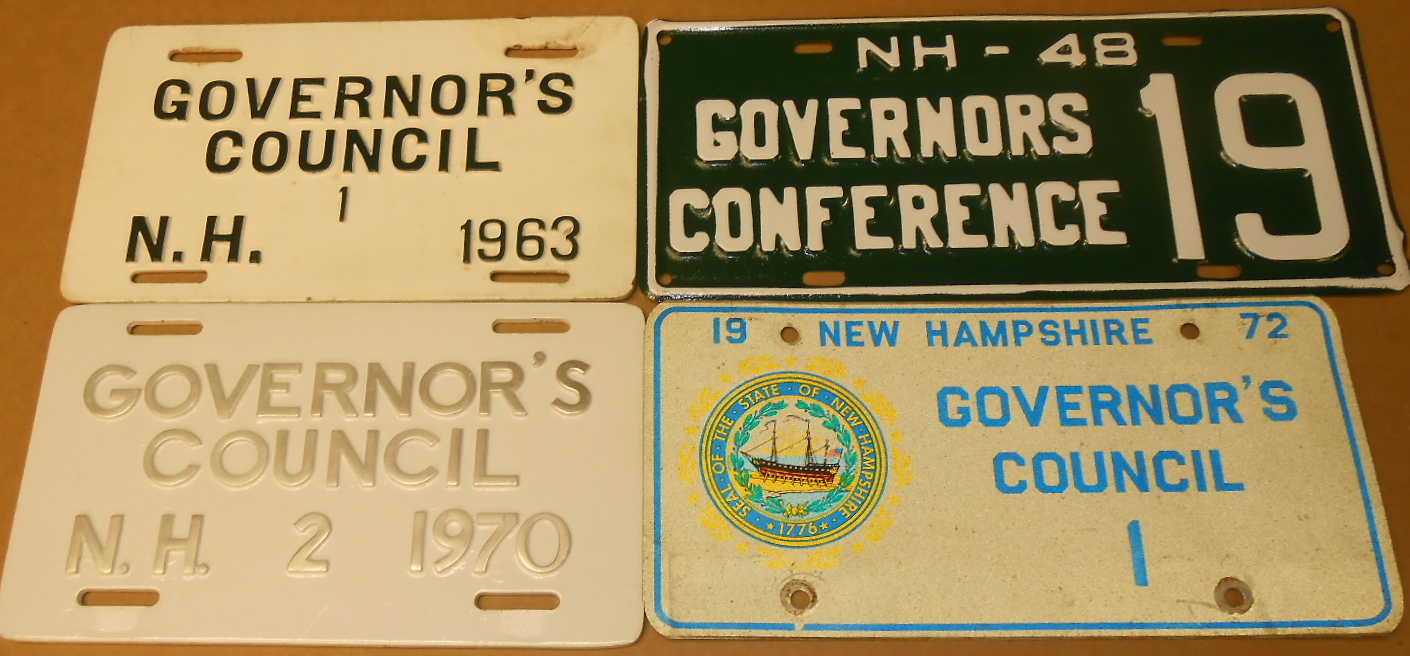 GOVERNOR'S
COUNCIL
1
N.H. 1963
NH - 48
GOVERNORS
CONFERENCE
19
GOVERNOR'S
COUNCIL
N.H. 2 1970
19 NEW HAMPSHIRE 72
SEAL · OF · THE · STATE · OF · NEW · HAMPSHIRE
1776
GOVERNOR'S
COUNCIL
1